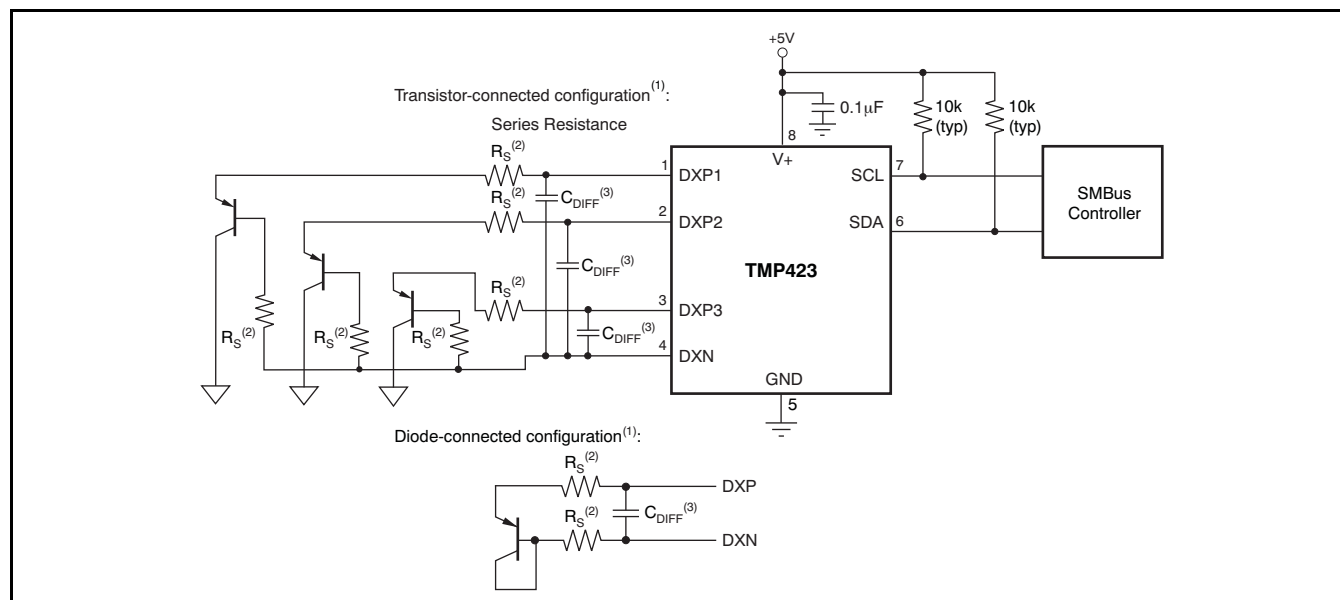 +5V
Transistor-connected configuration(1):
0.1μF
10k
(typ)
10k
(typ)
Series Resistance
8
V+
RS(2)
1
DXP1
SCL
7
CDIFF(3)
RS(2)
2
DXP2
SDA
6
SMBus
Controller
CDIFF(3)
TMP423
RS(2)
3
DXP3
RS(2)
RS(2)
RS(2)
CDIFF(3)
4
DXN
GND
5
Diode-connected configuration(1):
RS(2)
DXP
CDIFF(3)
RS(2)
DXN